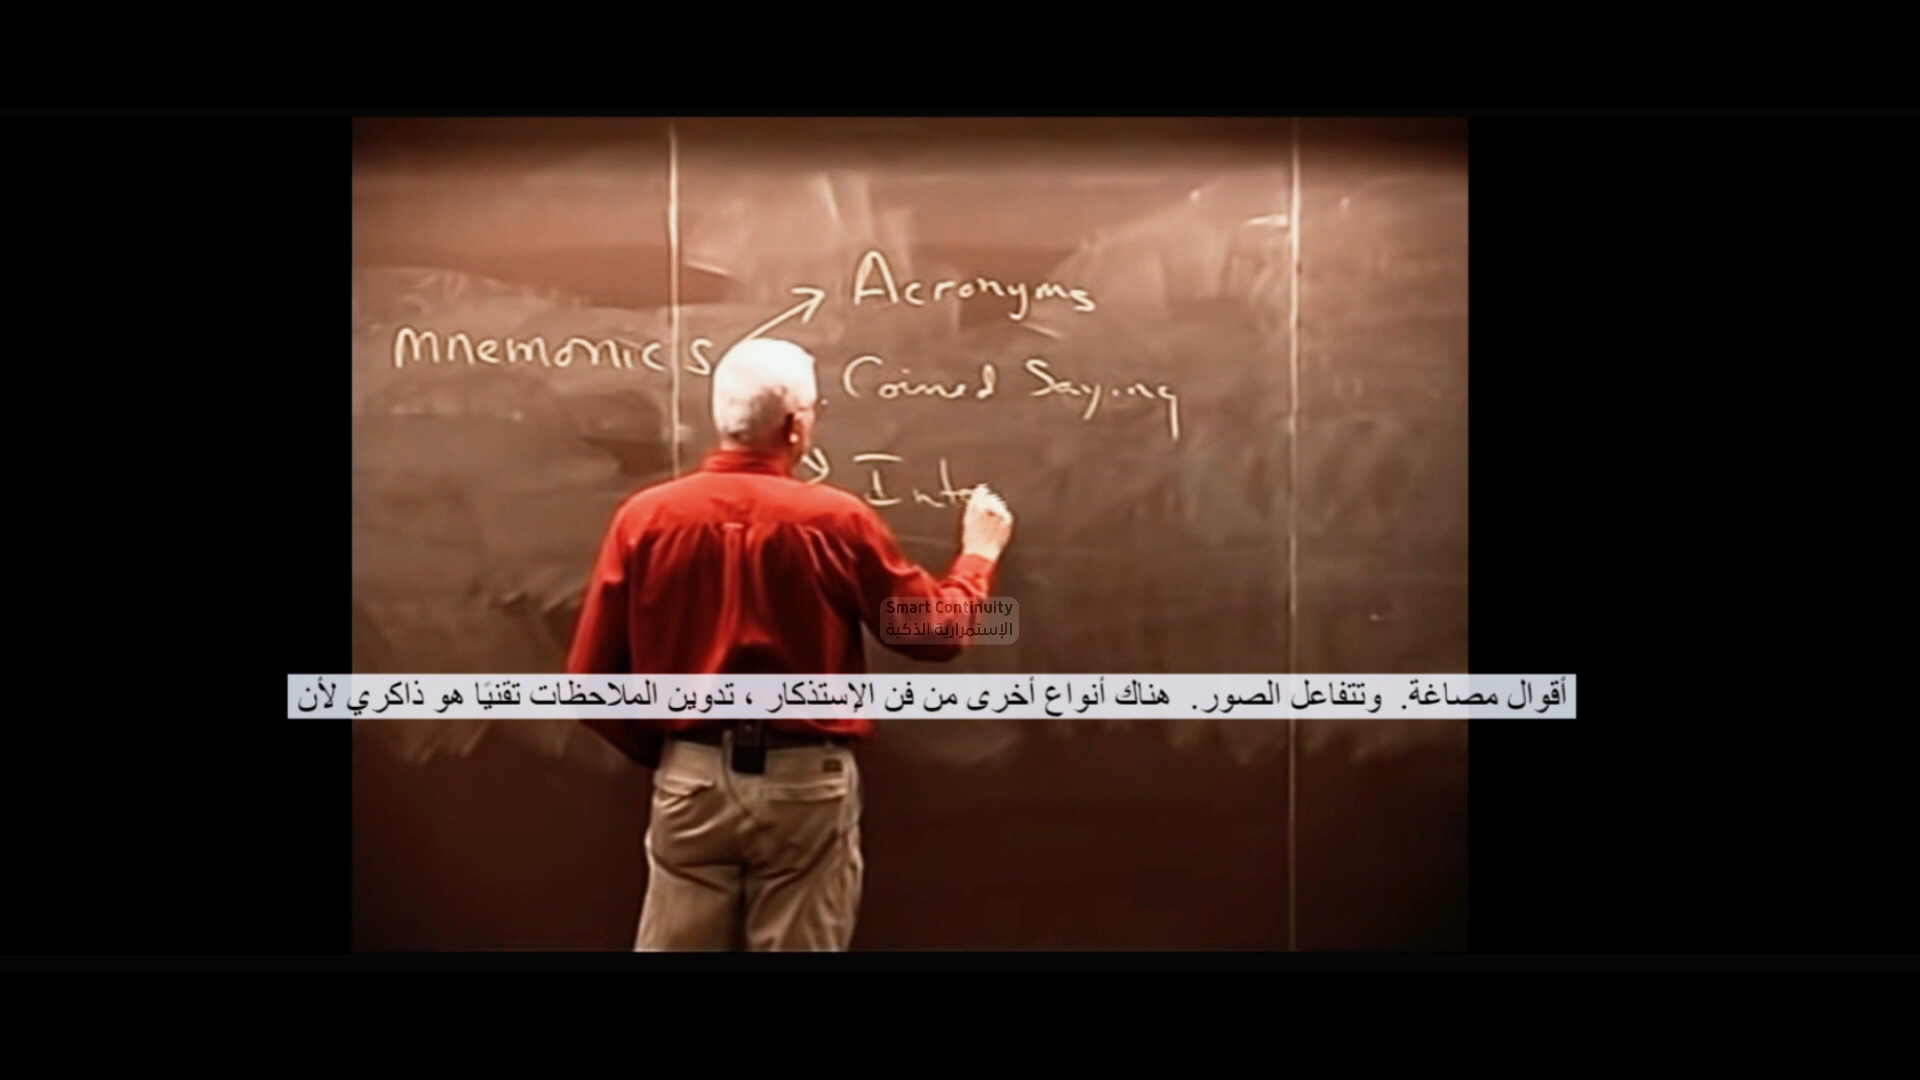 Acronyms
mnemonics
Coined Saying
Inte
Smart Continuity
الإستمرارية الذكية
أقوال مصاغة. وتتفاعل الصور. هناك أنواع أخرى من فن الإستذكار ، تدوين الملاحظات تقنيًا هو ذاكري لأن